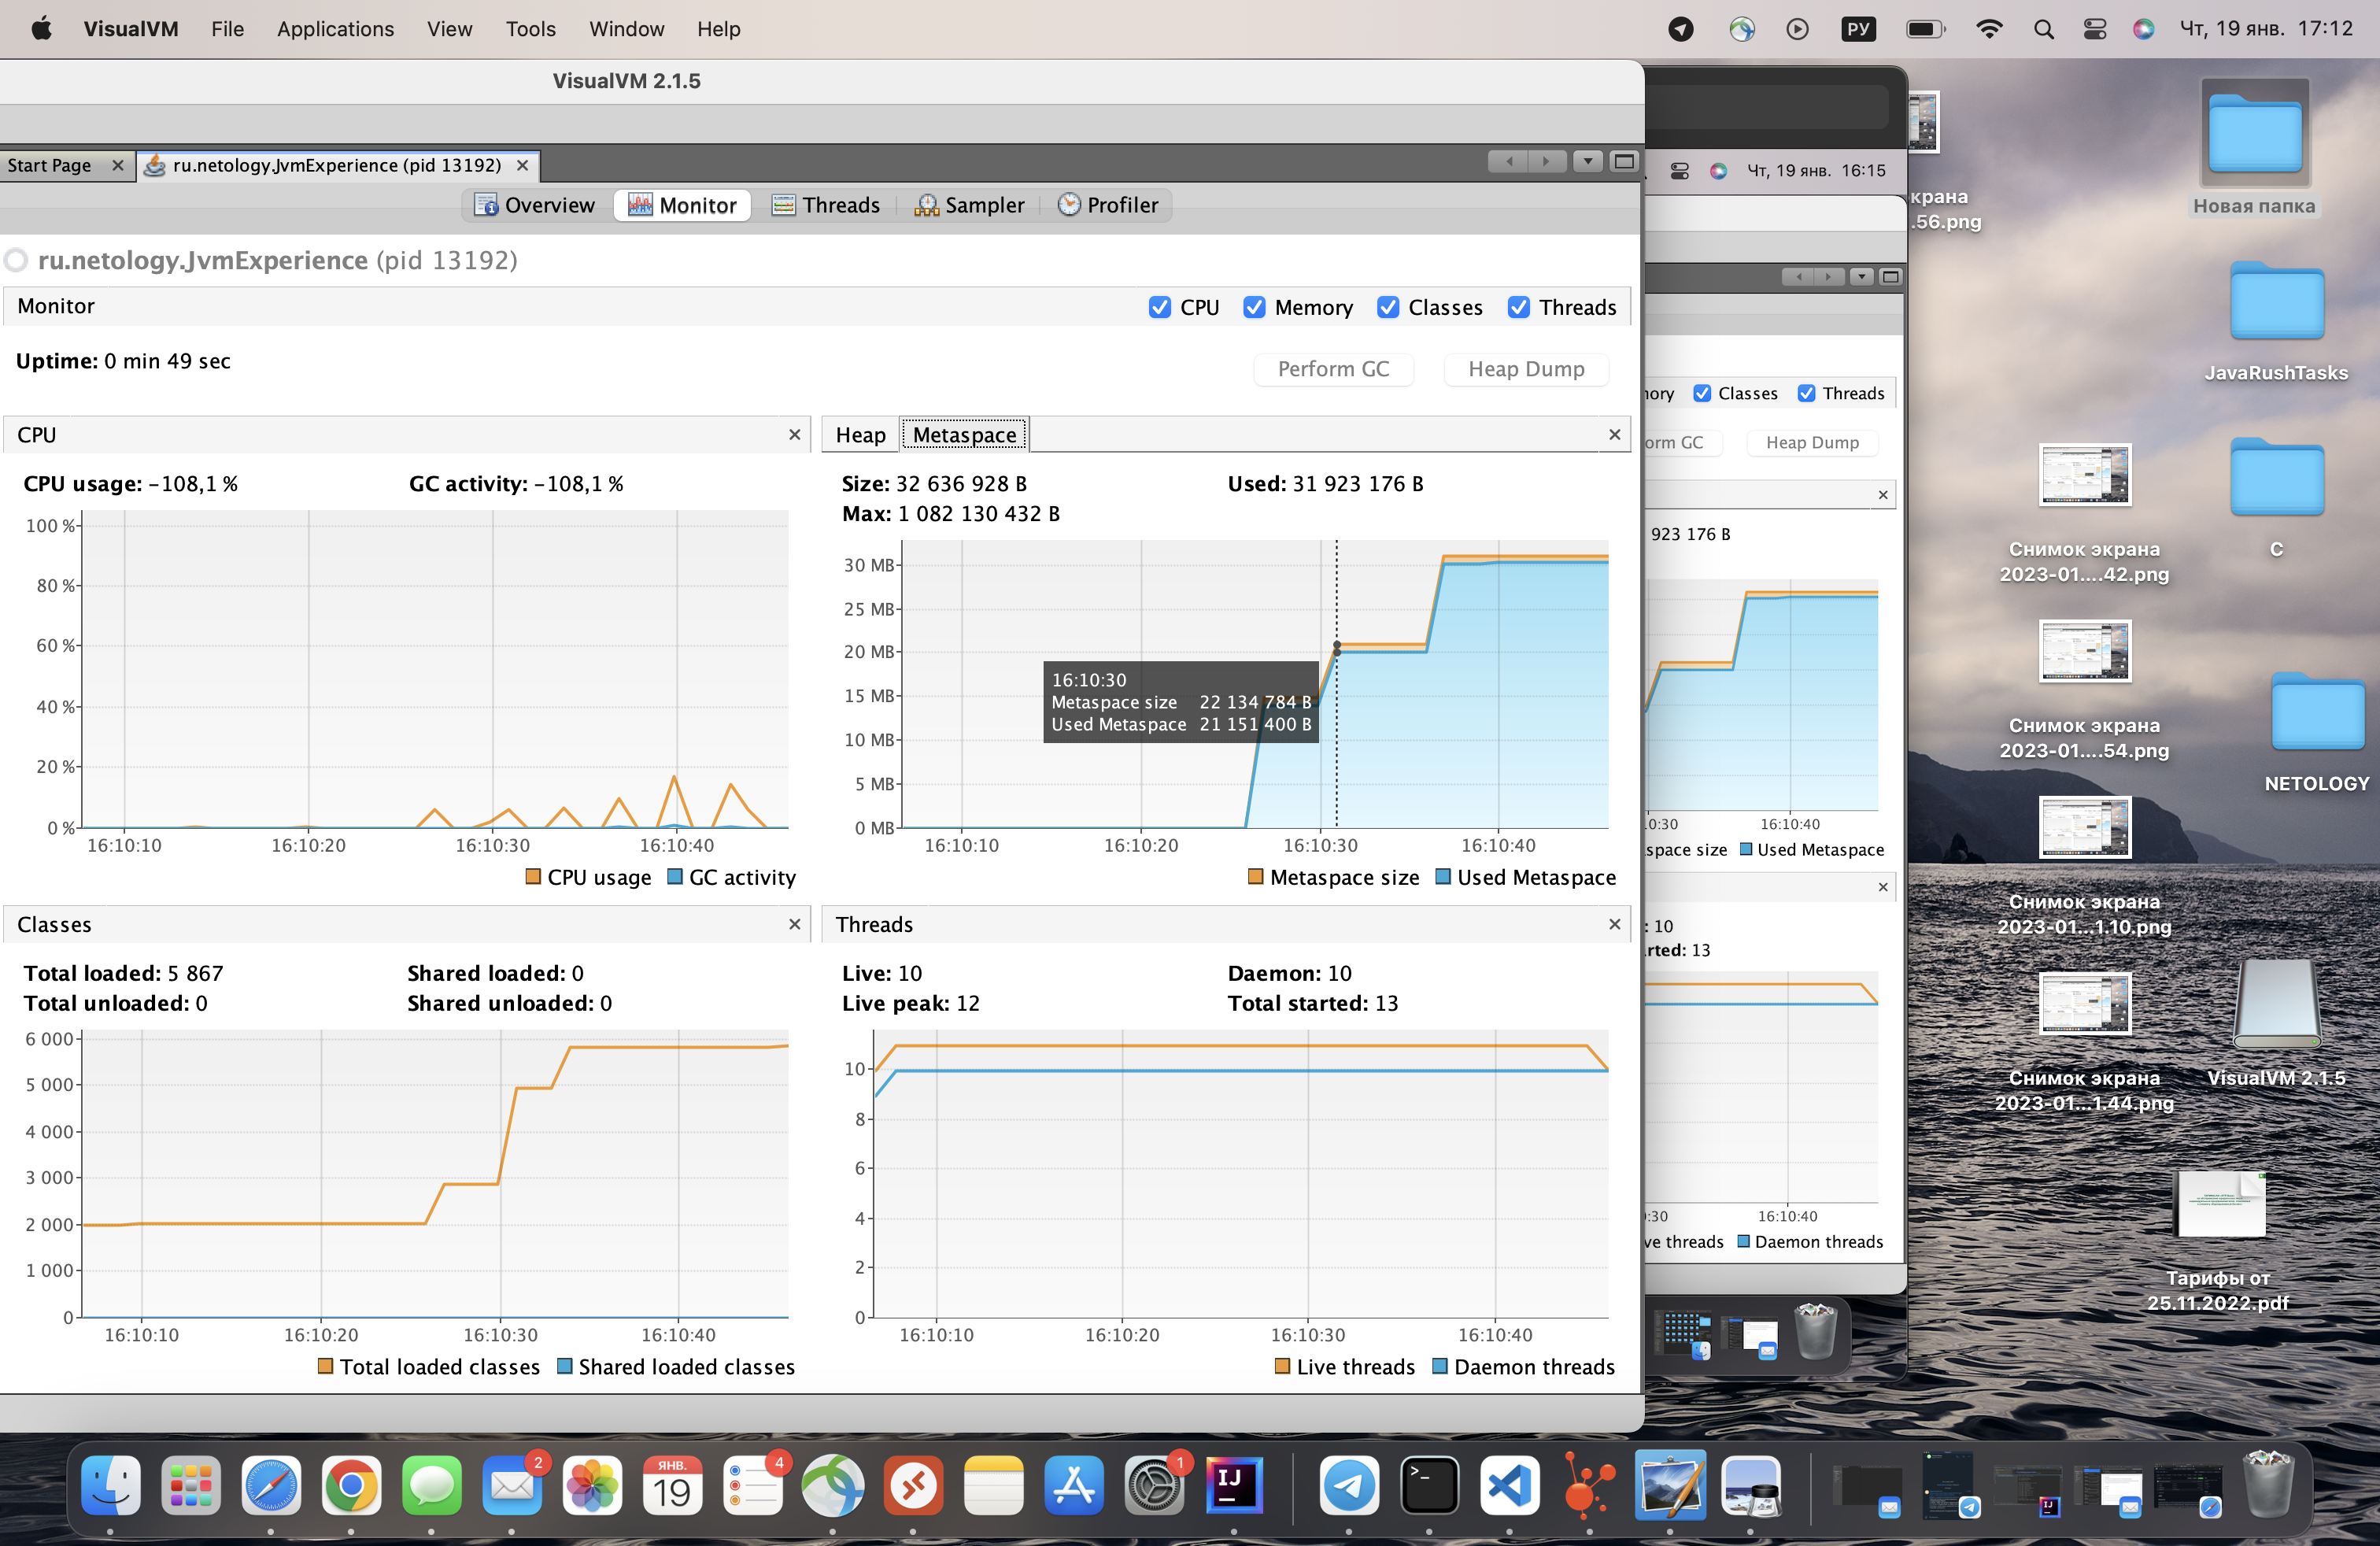 VisualVM File Applications View Tools Window Help РУ Чт, 19 янв. 17:12
VisualVM 2.1.5
Start Page ru.netology.JvmExperience (pid 13192)
Overview Monitor Threads Sampler Profiler
ru.netology.JvmExperience (pid 13192)
Monitor CPU Memory Classes Threads
Uptime: 0 min 49 sec Perform GC Heap Dump
CPU
CPU usage: -108,1 % GC activity: -108,1 %
100 %
80 %
60 %
40 %
20 %
0 %
16:10:10 16:10:20 16:10:30 16:10:40
CPU usage GC activity
Heap Metaspace
Size: 32 636 928 B Used: 31 923 176 B
Max: 1 082 130 432 B
30 MB
25 MB
20 MB
15 MB
10 MB
5 MB
0 MB
16:10:30
Metaspace size 22 134 784 B
Used Metaspace 21 151 400 B
16:10:10 16:10:20 16:10:30 16:10:40
Metaspace size Used Metaspace
Classes
Total loaded: 5 867 Shared loaded: 0
Total unloaded: 0 Shared unloaded: 0
6 000
5 000
4 000
3 000
2 000
1 000
0
16:10:10 16:10:20 16:10:30 16:10:40
Total loaded classes Shared loaded classes
Threads
Live: 10 Daemon: 10
Live peak: 12 Total started: 13
10
8
6
4
2
0
16:10:10 16:10:20 16:10:30 16:10:40
Live threads Daemon threads
Чт, 19 янв. 16:15
ory Classes Threads
orm GC Heap Dump
923 176 B
0:30 16:10:40
space size Used Metaspace
: 10
rted: 13
:30 16:10:40
ve threads Daemon threads
крана
.56.png
Новая папка
JavaRushTasks
Снимок экрана
2023-01....42.png
C
Снимок экрана
2023-01....54.png
NETOLOGY
Снимок экрана
2023-01...1.10.png
Снимок экрана
2023-01...1.44.png
VisualVM 2.1.5
Тарифы от
25.11.2022.pdf
2
ЯНВ.
19
4
1
IJ